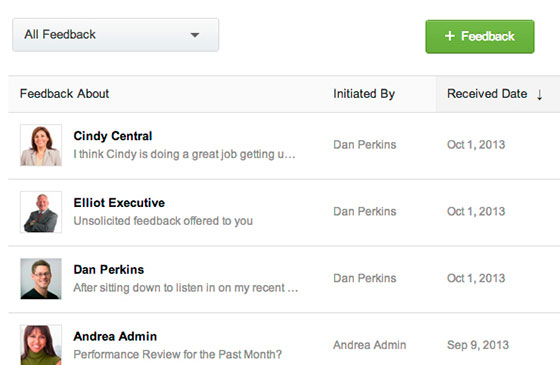 All Feedback
+ Feedback
Feedback About Initiated By Received Date ↓
Cindy Central
I think Cindy is doing a great job getting u…
Dan Perkins Oct 1, 2013
Elliot Executive
Unsolicited feedback offered to you
Dan Perkins Oct 1, 2013
Dan Perkins
After sitting down to listen in on my recent …
Dan Perkins Oct 1, 2013
Andrea Admin
Performance Review for the Past Month?
Andrea Admin Sep 9, 2013